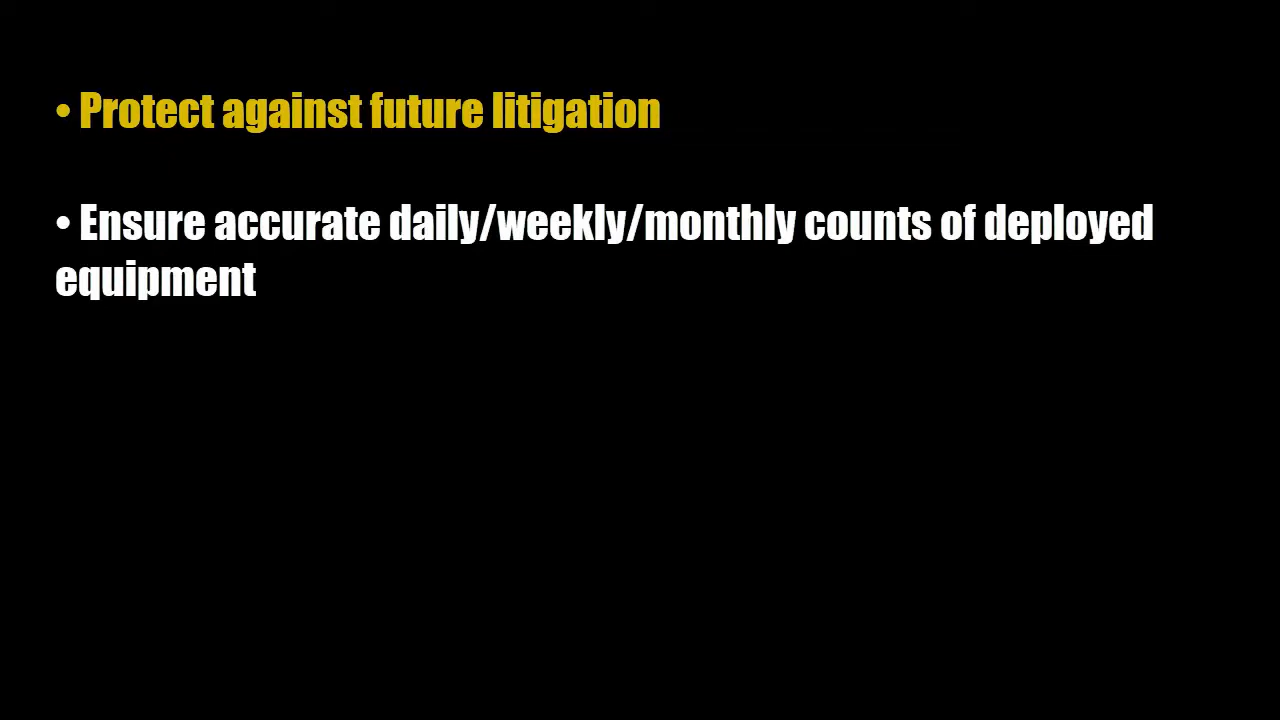 • Protect against future litigation
• Ensure accurate daily/weekly/monthly counts of deployed
equipment